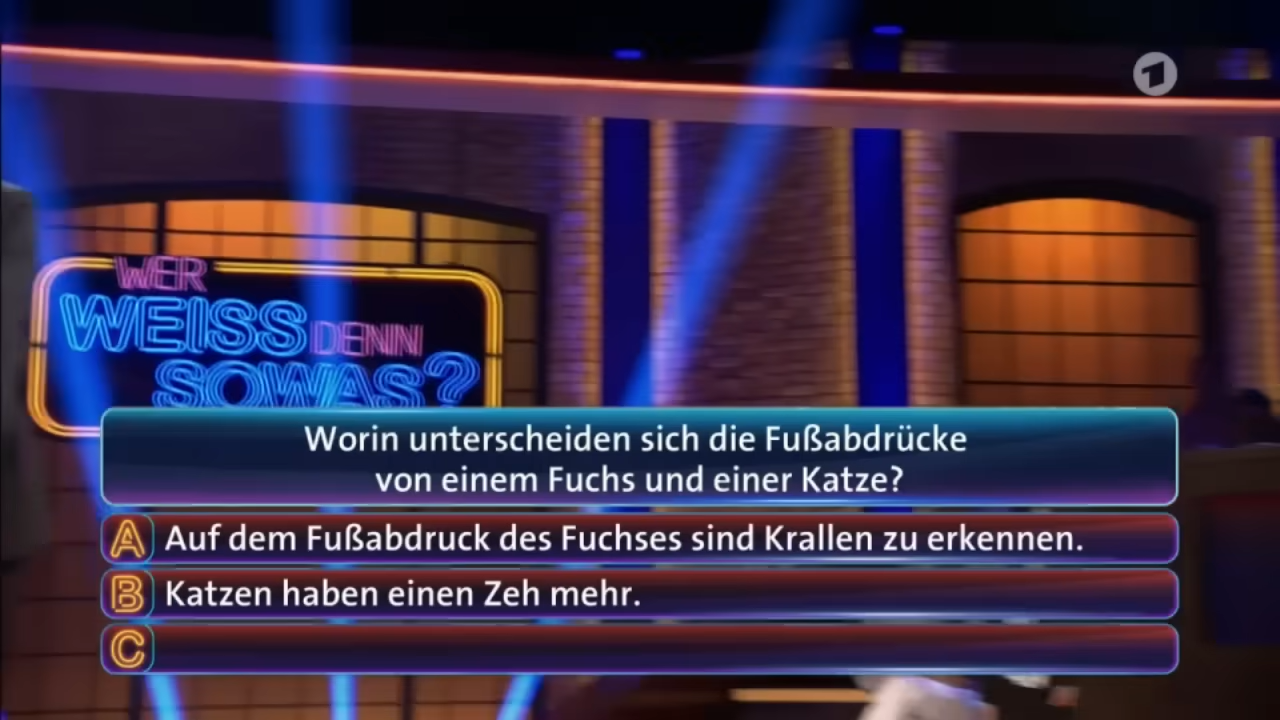 1
WER
WEISS DENN
SOWAS?
Worin unterscheiden sich die Fußabdrücke
von einem Fuchs und einer Katze?
A Auf dem Fußabdruck des Fuchses sind Krallen zu erkennen.
B Katzen haben einen Zeh mehr.
C